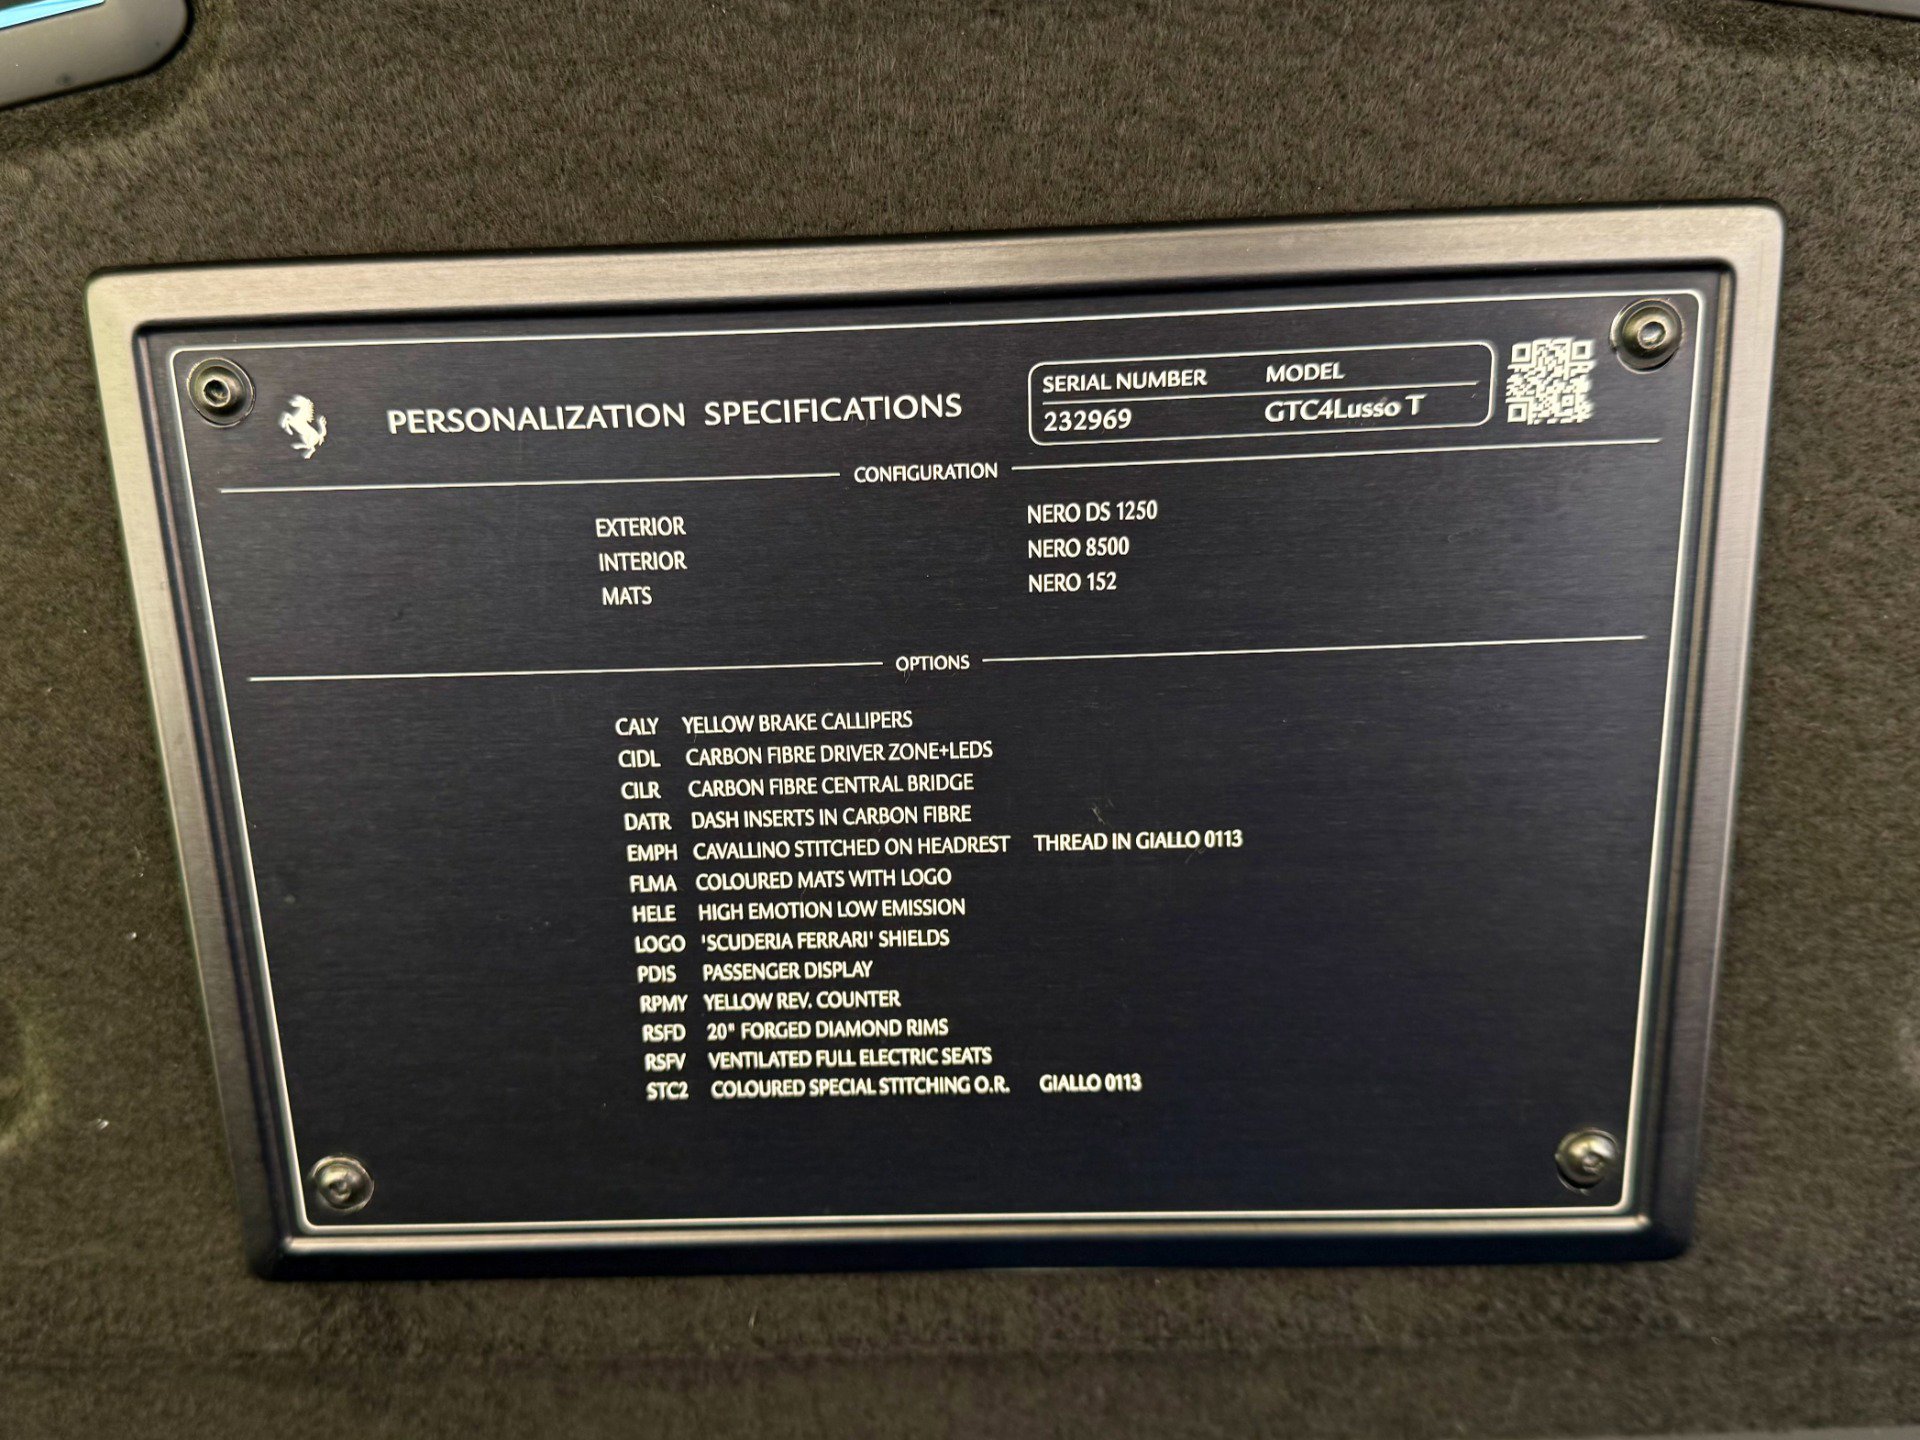 PERSONALIZATION SPECIFICATIONS
SERIAL NUMBER MODEL
232969 GTC4Lusso T
CONFIGURATION
EXTERIOR NERO DS 1250
INTERIOR NERO 8500
MATS NERO 152
OPTIONS
CALY YELLOW BRAKE CALLIPERS
CIDL CARBON FIBRE DRIVER ZONE+LEDS
CILR CARBON FIBRE CENTRAL BRIDGE
DATR DASH INSERTS IN CARBON FIBRE
EMPH CAVALLINO STITCHED ON HEADREST THREAD IN GIALLO 0113
FLMA COLOURED MATS WITH LOGO
HELE HIGH EMOTION LOW EMISSION
LOGO 'SCUDERIA FERRARI' SHIELDS
PDIS PASSENGER DISPLAY
RPMY YELLOW REV. COUNTER
RSFD 20" FORGED DIAMOND RIMS
RSFV VENTILATED FULL ELECTRIC SEATS
STC2 COLOURED SPECIAL STITCHING O.R. GIALLO 0113